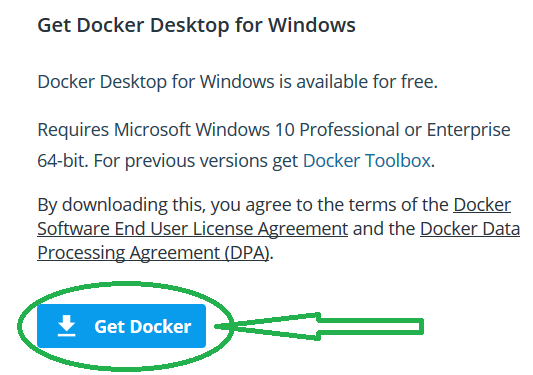 Get Docker Desktop for Windows
Docker Desktop for Windows is available for free.
Requires Microsoft Windows 10 Professional or Enterprise
64-bit. For previous versions get Docker Toolbox.
By downloading this, you agree to the terms of the Docker
Software End User License Agreement and the Docker Data
Processing Agreement (DPA).
Get Docker